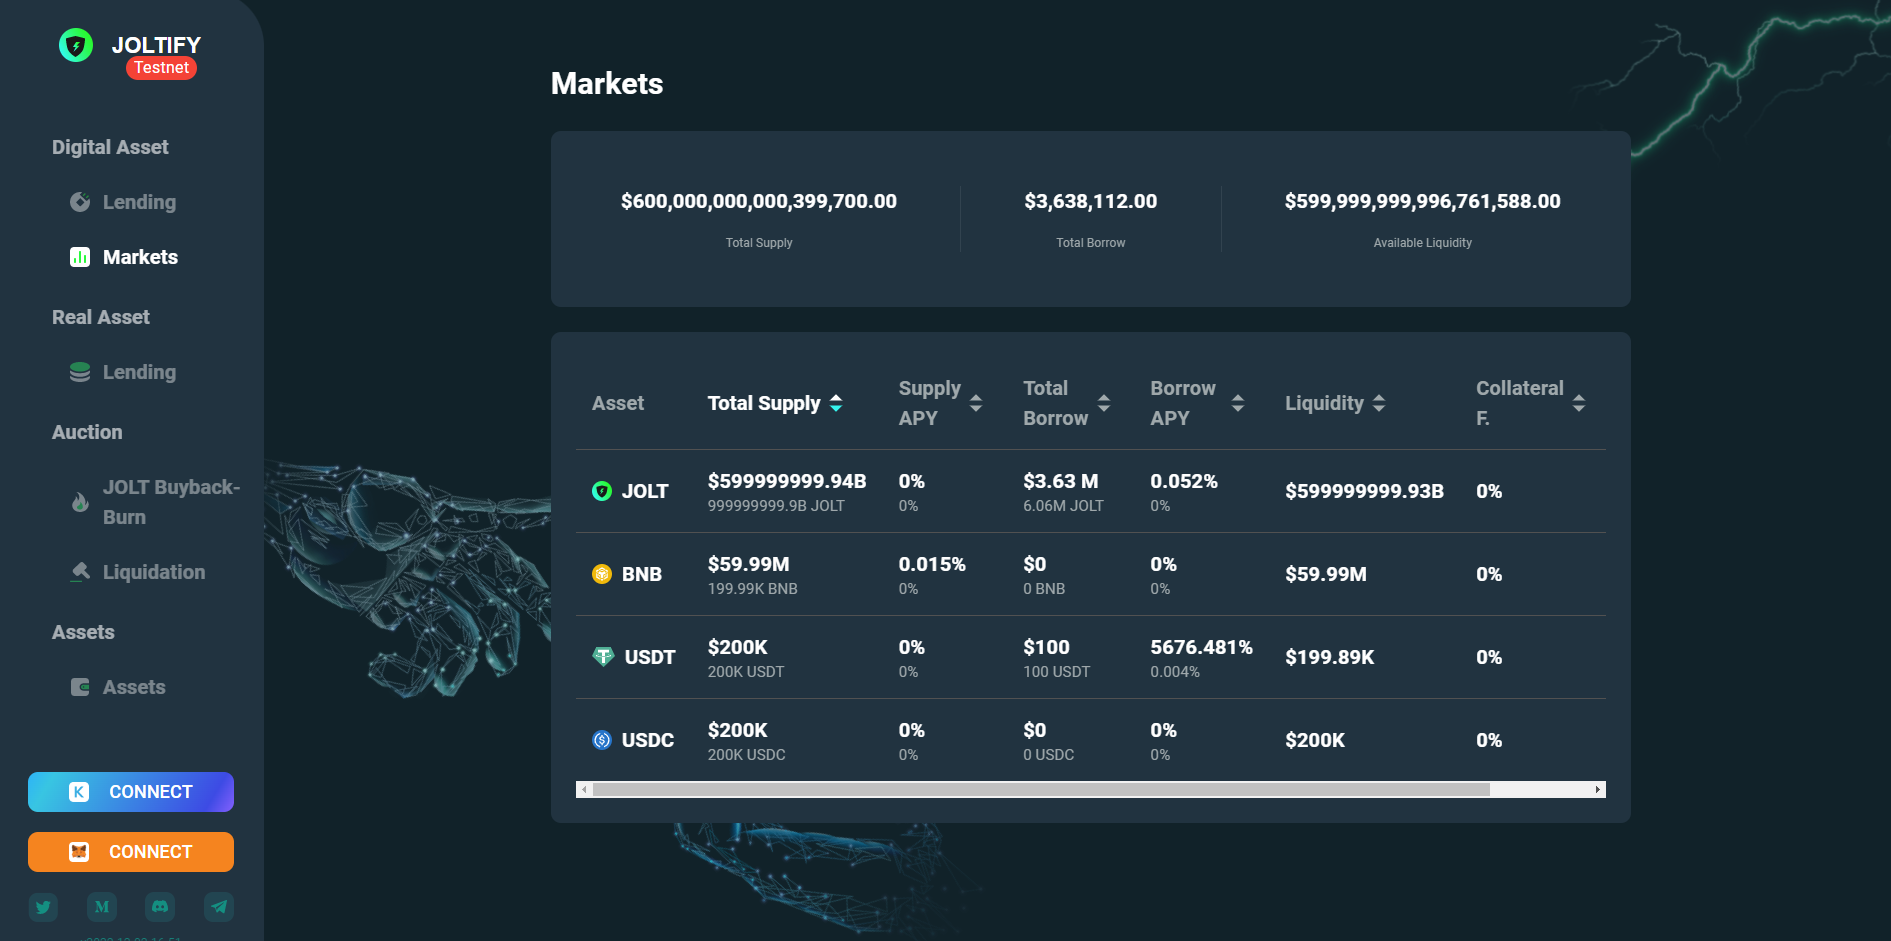 JOLTIFY
Testnet
Digital Asset
Lending
Markets
Real Asset
Lending
Auction
JOLT Buyback-
Burn
Liquidation
Assets
Assets
CONNECT
CONNECT
Markets
$600,000,000,000,399,700.00
Total Supply
$3,638,112.00
Total Borrow
$599,999,999,996,761,588.00
Available Liquidity
Asset
Total Supply
Supply
APY
Total
Borrow
Borrow
APY
Liquidity
Collateral
F.
JOLT
$599999999.94B
999999999.9B JOLT
0%
0%
$3.63 M
6.06M JOLT
0.052%
0%
$599999999.93B
0%
BNB
$59.99M
199.99K BNB
0.015%
0%
$0
0 BNB
0%
0%
$59.99M
0%
USDT
$200K
200K USDT
0%
0%
$100
100 USDT
5676.481%
0.004%
$199.89K
0%
USDC
$200K
200K USDC
0%
0%
$0
0 USDC
0%
0%
$200K
0%